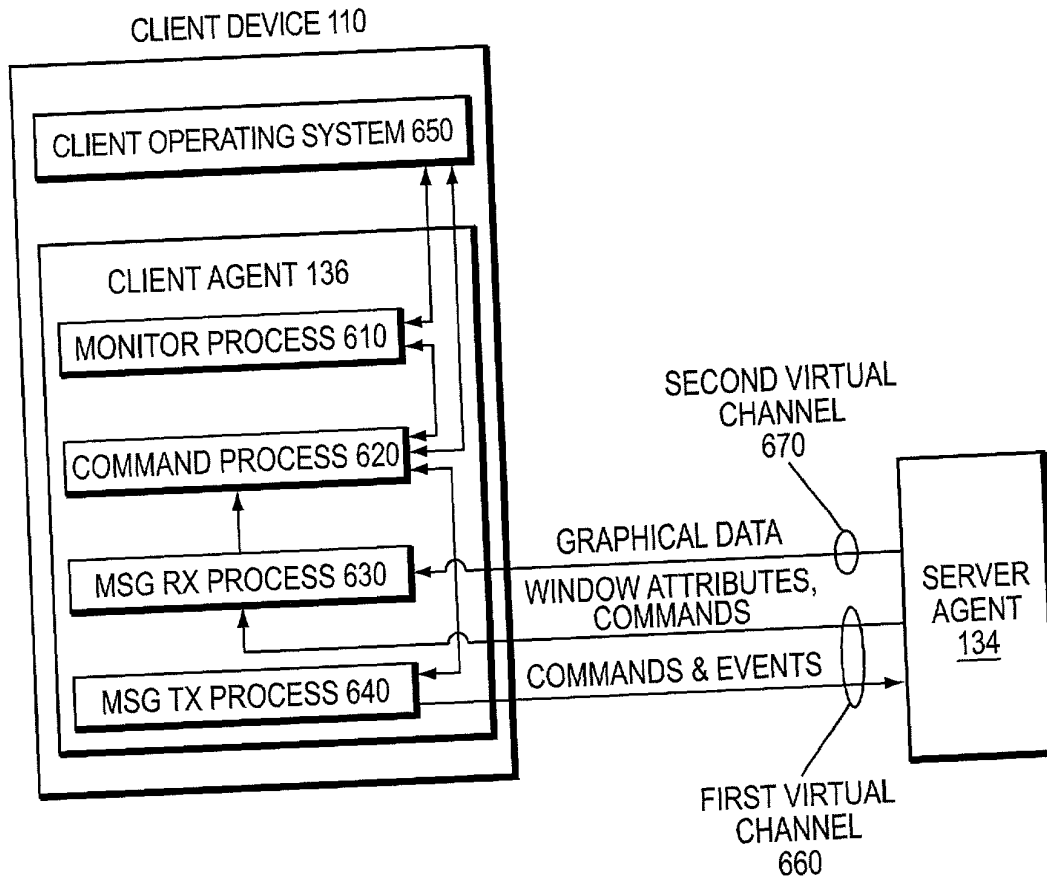 CLIENT DEVICE 110
CLIENT OPERATING SYSTEM 650
CLIENT AGENT 136
MONITOR PROCESS 610
COMMAND PROCESS 620
MSG RX PROCESS 630
MSG TX PROCESS 640
SECOND VIRTUAL
CHANNEL
670
GRAPHICAL DATA
WINDOW ATTRIBUTES,
COMMANDS
COMMANDS & EVENTS
SERVER
AGENT
134
FIRST VIRTUAL
CHANNEL
660